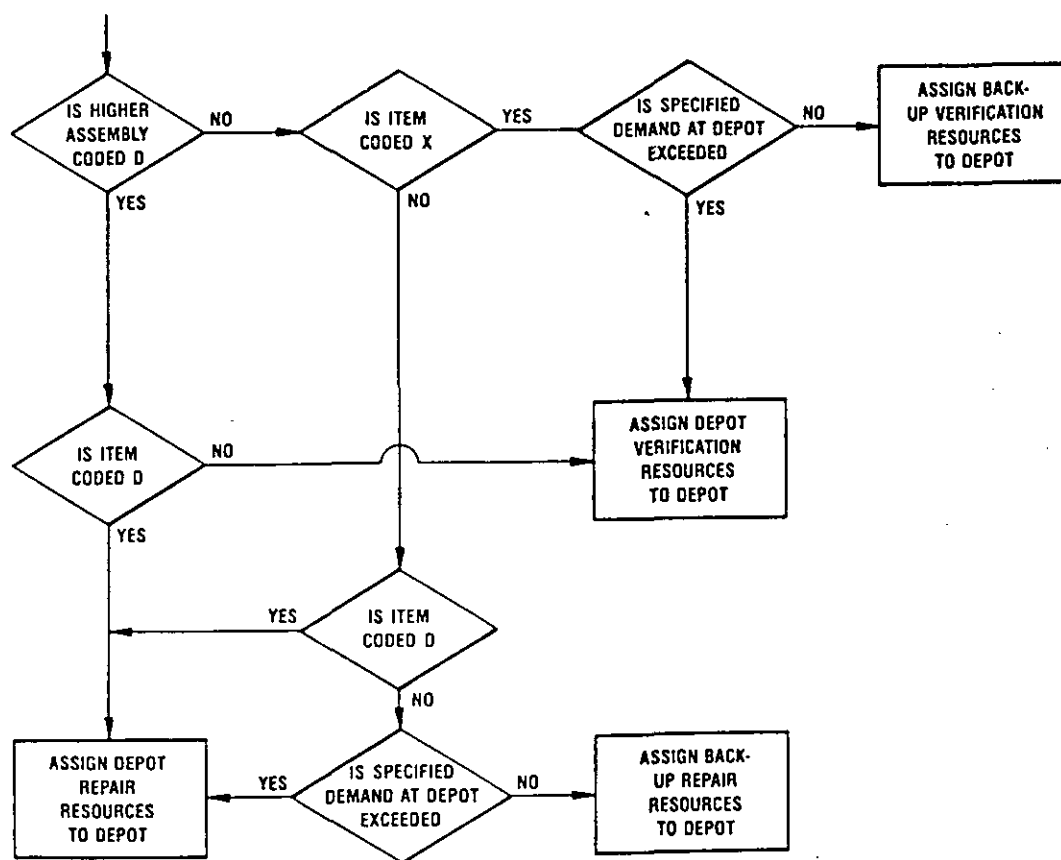 IS HIGHER
ASSEMBLY
CODED D
NO
YES
IS ITEM
CODED X
YES
NO
IS SPECIFIED
DEMAND AT DEPOT
EXCEEDED
NO
YES
ASSIGN BACK-
UP VERIFICATION
RESOURCES
TO DEPOT
IS ITEM
CODED D
NO
YES
ASSIGN DEPOT
VERIFICATION
RESOURCES
TO DEPOT
IS ITEM
CODED D
YES
NO
ASSIGN DEPOT
REPAIR
RESOURCES
TO DEPOT
YES
IS SPECIFIED
DEMAND AT DEPOT
EXCEEDED
NO
ASSIGN BACK-
UP REPAIR
RESOURCES
TO DEPOT